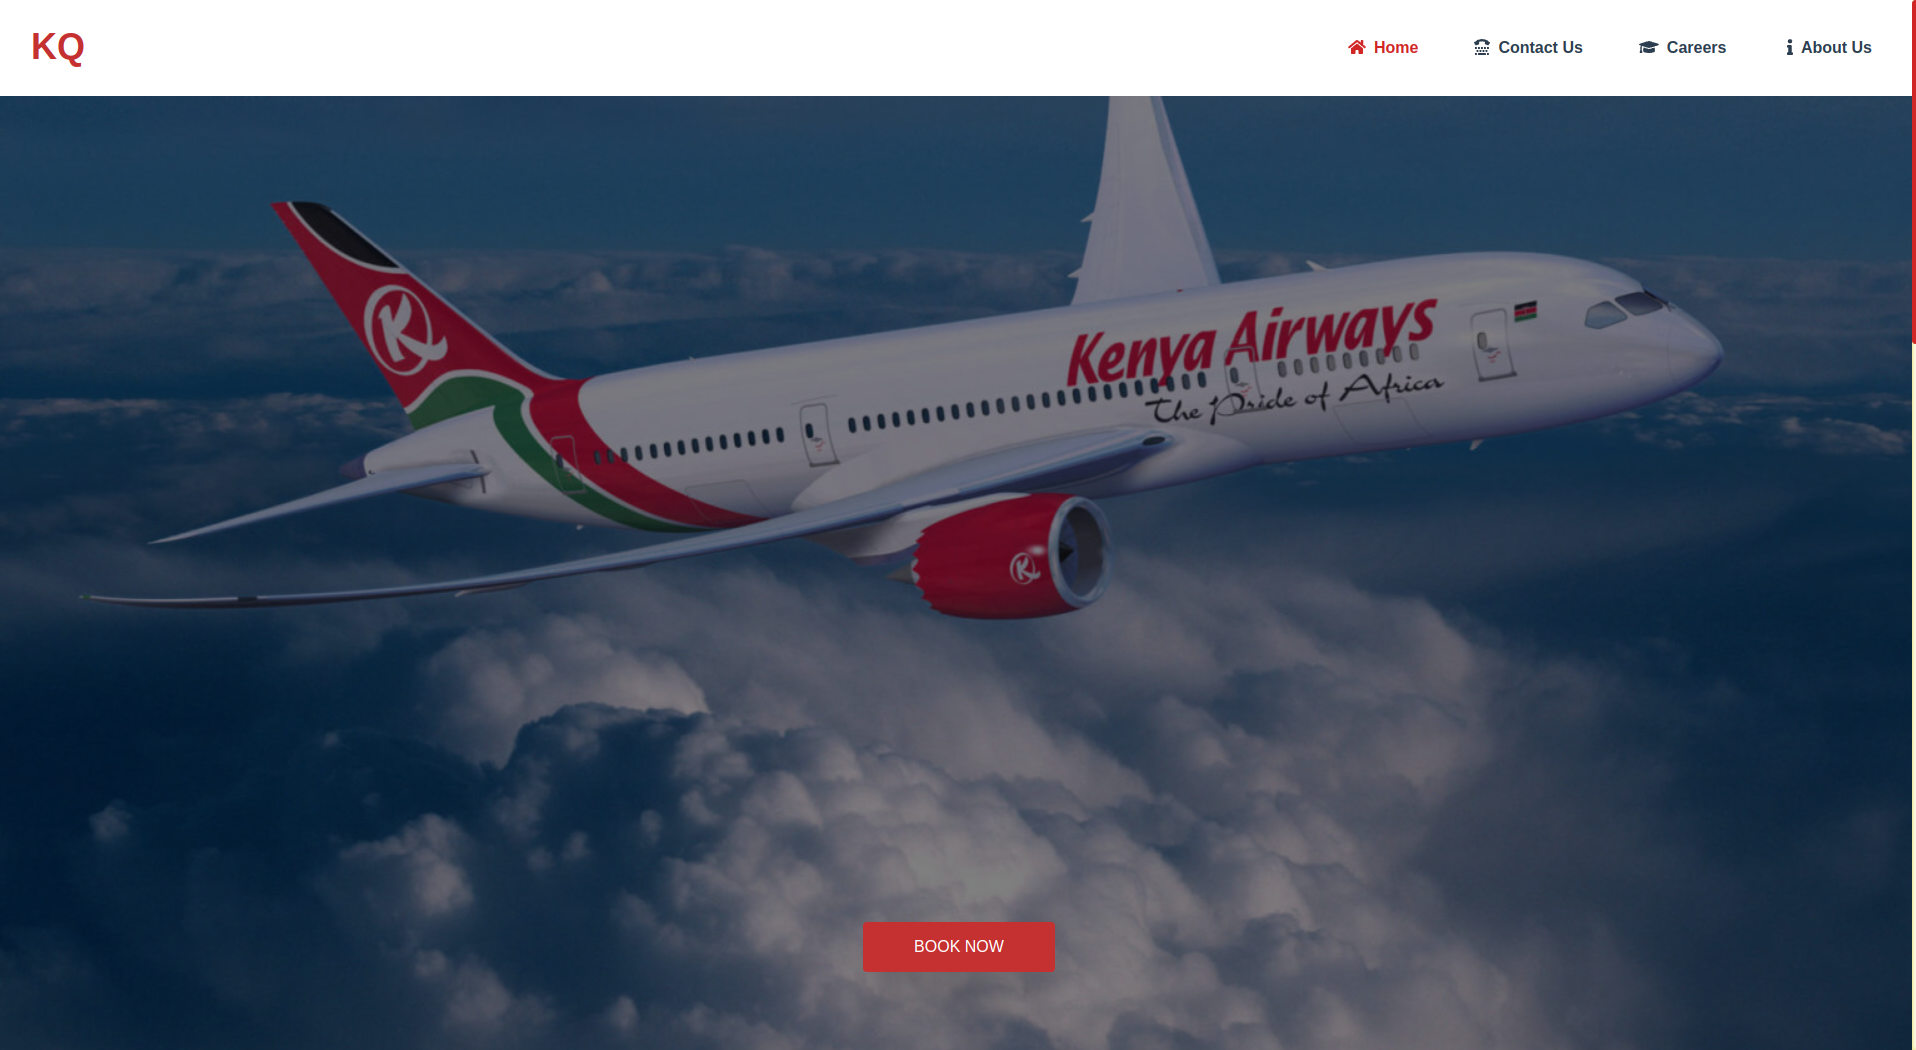 KQ
Home
Contact Us
Careers
About Us
Kenya Airways
The Pride of Africa
K
K
BOOK NOW